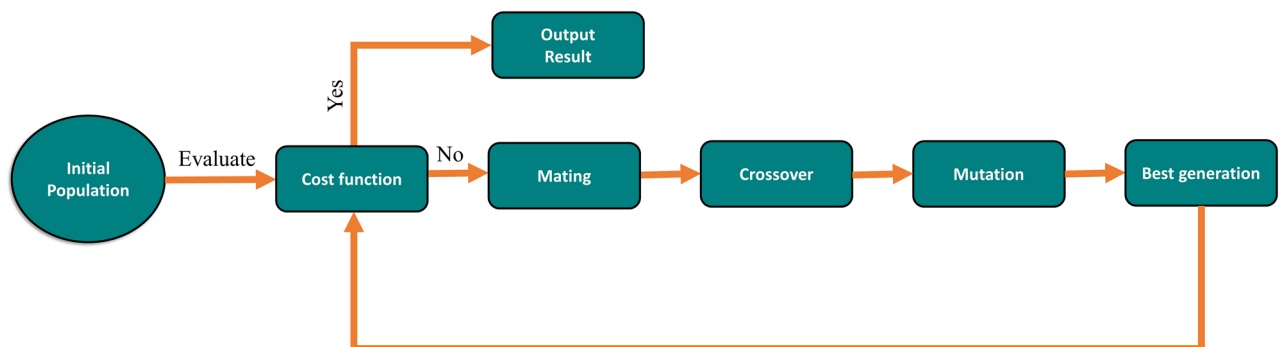 Output
Result
Yes
Initial
Population
Evaluate
Cost function
No
Mating
Crossover
Mutation
Best generation